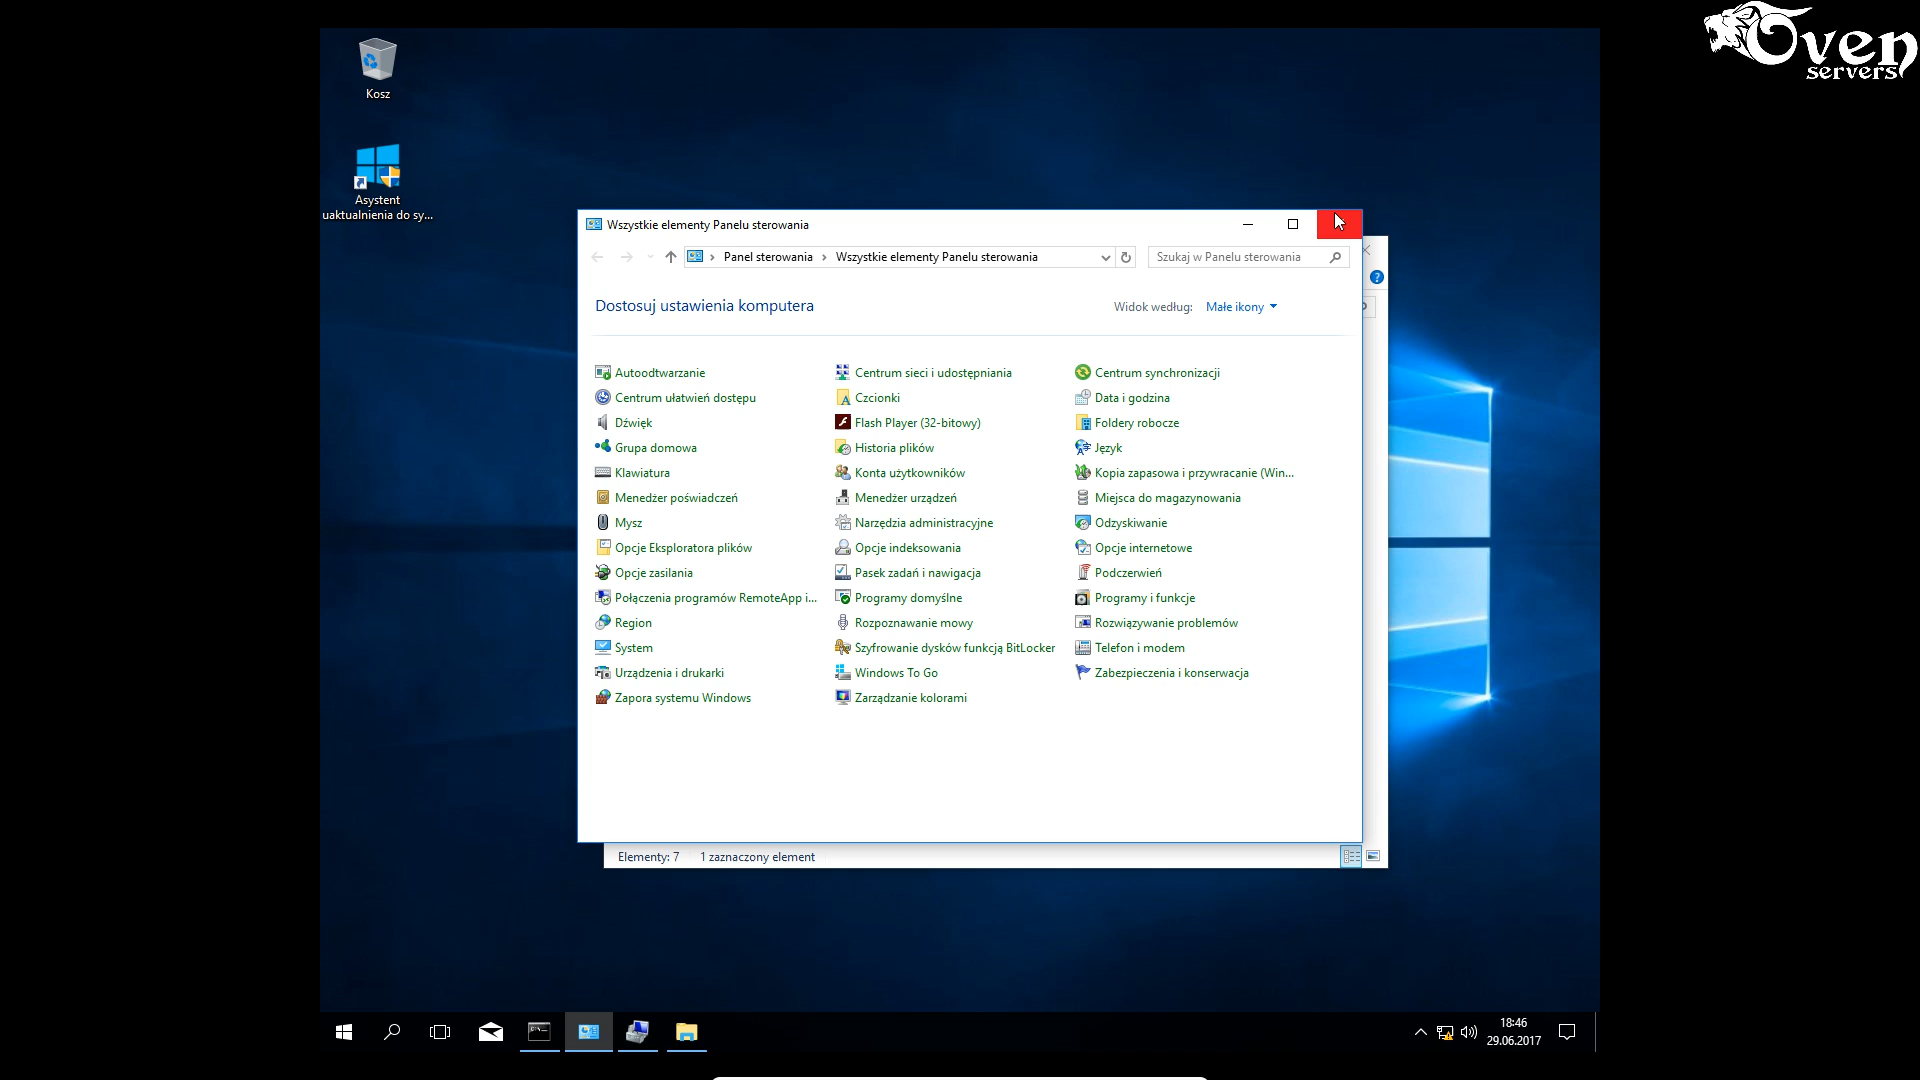 Oven
servers
Kosz
Asystent
uaktualnienia do sy...
Wszystkie elementy Panelu sterowania
Panel sterowania
Wszystkie elementy Panelu sterowania
Szukaj w Panelu sterowania
Dostosuj ustawienia komputera
Widok według:
Małe ikony
Autoodtwarzanie
Centrum sieci i udostępniania
Centrum synchronizacji
Centrum ułatwień dostępu
Czcionki
Data i godzina
Dźwięk
Flash Player (32-bitowy)
Foldery robocze
Grupa domowa
Historia plików
Język
Klawiatura
Konta użytkowników
Kopia zapasowa i przywracanie (Win...
Menedżer poświadczeń
Menedżer urządzeń
Miejsca do magazynowania
Mysz
Narzędzia administracyjne
Odzyskiwanie
Opcje Eksploratora plików
Opcje indeksowania
Opcje internetowe
Opcje zasilania
Pasek zadań i nawigacja
Podczerwień
Połączenia programów RemoteApp i...
Programy domyślne
Programy i funkcje
Region
Rozpoznawanie mowy
Rozwiązywanie problemów
System
Szyfrowanie dysków funkcją BitLocker
Telefon i modem
Urządzenia i drukarki
Windows To Go
Zabezpieczenia i konserwacja
Zapora systemu Windows
Zarządzanie kolorami
Elementy: 7
1 zaznaczony element
18:46
29.06.2017